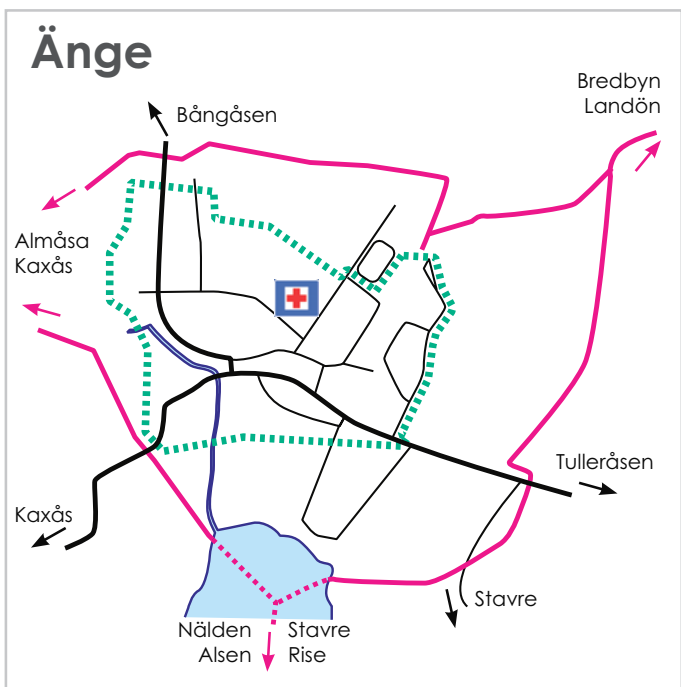 Änge
Bredbyn
Landön
Bångåsen
Almåsa
Kaxås
Tulleråsen
Kaxås
Stavre
Nälden
Alsen
Stavre
Rise